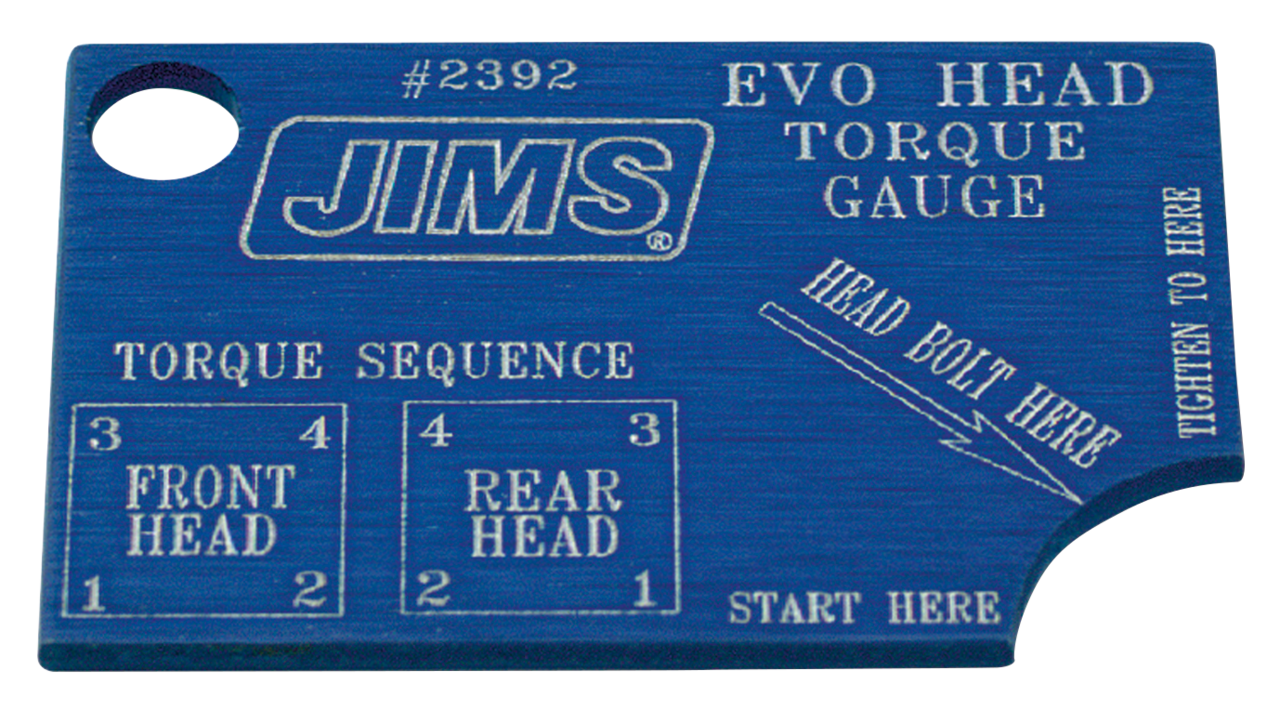 #2392
JIMS®
EVO HEAD
TORQUE
GAUGE
HEAD BOLT HERE
TIGHTEN TO HERE
START HERE
TORQUE SEQUENCE
3 4
FRONT
HEAD
1 2
4 3
REAR
HEAD
2 1